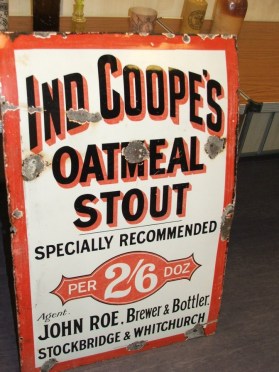 IND COOPE'S
OATMEAL
STOUT
SPECIALLY RECOMMENDED
PER 2/6 DOZ
Agent.
JOHN ROE. Brewer & Bottler.
STOCKBRIDGE & WHITCHURCH